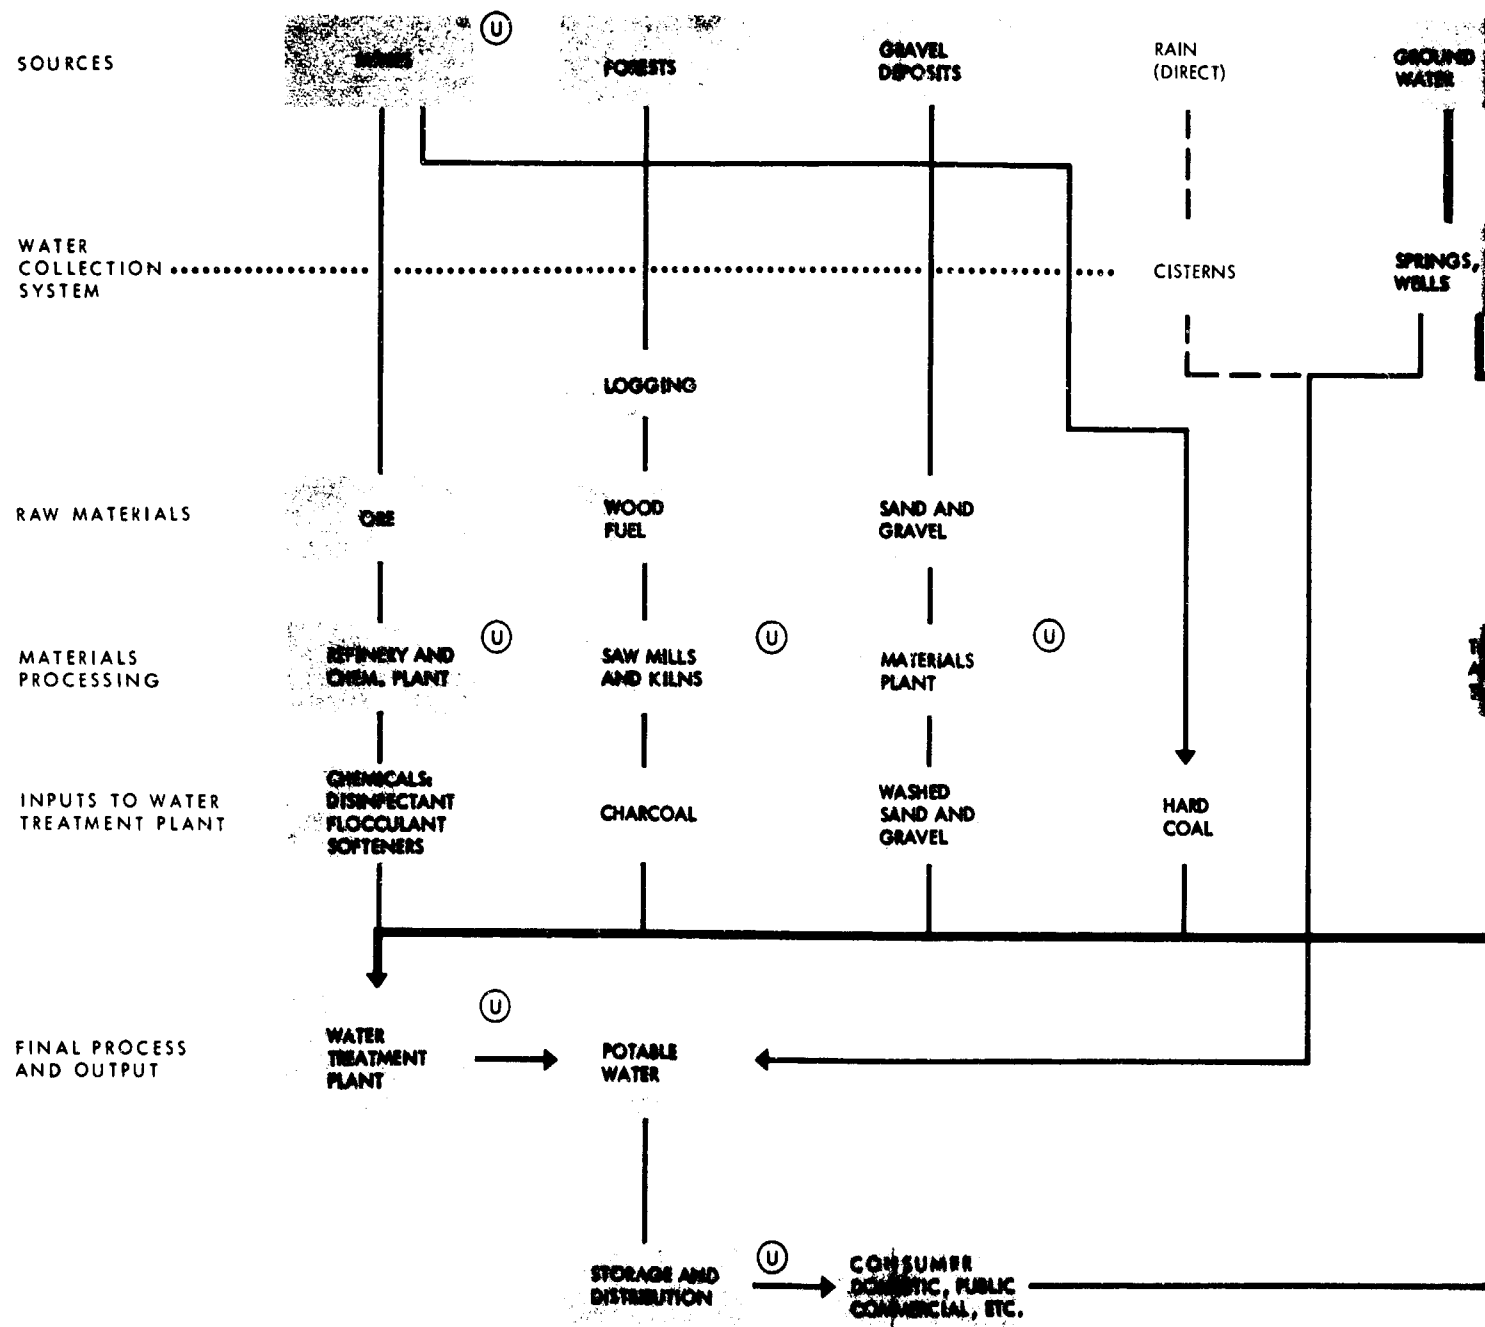 SOURCES
MINES
U
FORESTS
GRAVEL
DEPOSITS
RAIN
(DIRECT)
GROUND
WATER
WATER
COLLECTION
SYSTEM
CISTERNS
SPRINGS,
WELLS
LOGGING
RAW MATERIALS
ORE
WOOD
FUEL
SAND AND
GRAVEL
MATERIALS
PROCESSING
REFINERY AND
CHEM. PLANT
U
SAW MILLS
AND KILNS
U
MATERIALS
PLANT
U
INPUTS TO WATER
TREATMENT PLANT
CHEMICALS:
DISINFECTANT
FLOCCULANT
SOFTENERS
CHARCOAL
WASHED
SAND AND
GRAVEL
HARD
COAL
FINAL PROCESS
AND OUTPUT
WATER
TREATMENT
PLANT
U
POTABLE
WATER
STORAGE AND
DISTRIBUTION
U
CONSUMER
DOMESTIC, PUBLIC
COMMERCIAL, ETC.